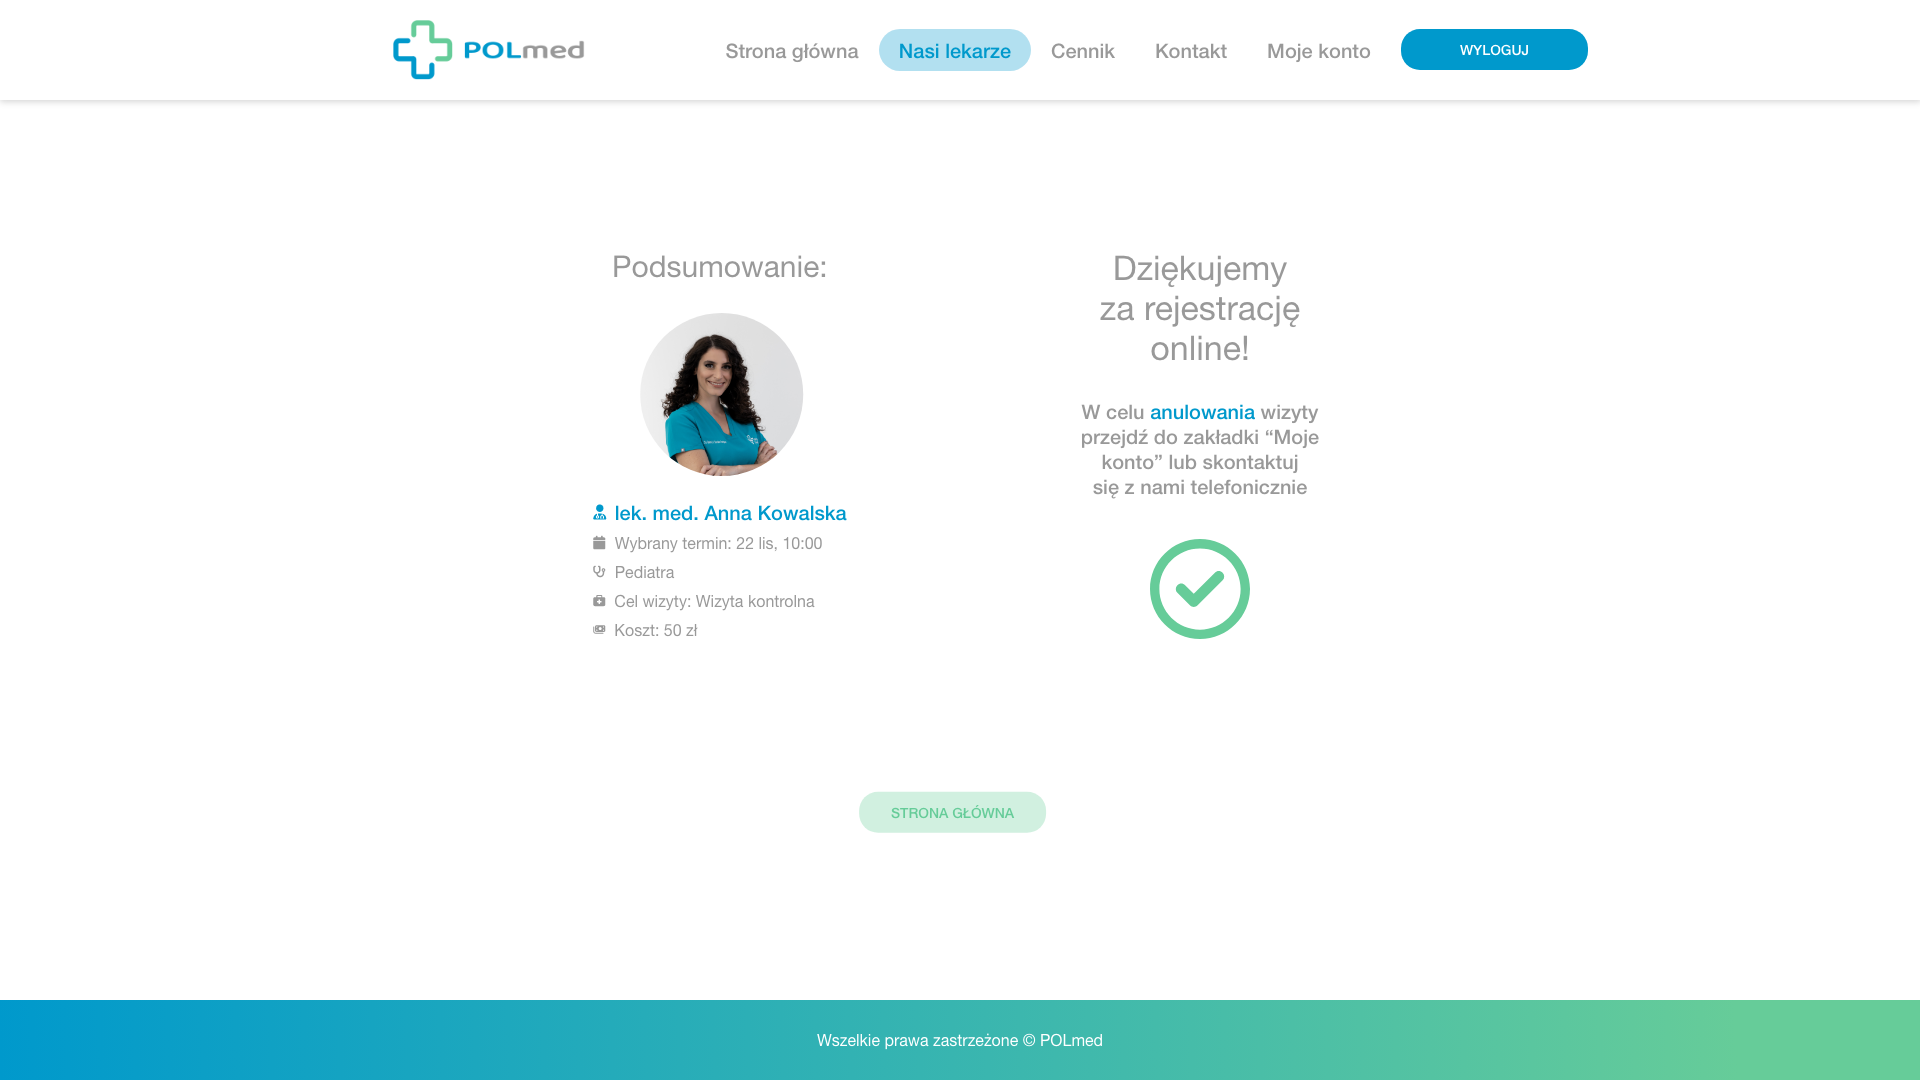 POLmed
Strona główna
Nasi lekarze
Cennik
Kontakt
Moje konto
WYLOGUJ
Podsumowanie:
lek. med. Anna Kowalska
Wybrany termin: 22 lis, 10:00
Pediatra
Cel wizyty: Wizyta kontrolna
Koszt: 50 zł
Dziękujemy
za rejestrację
online!
W celu anulowania wizyty
przejdź do zakładki “Moje
konto” lub skontaktuj
się z nami telefonicznie
STRONA GŁÓWNA
Wszelkie prawa zastrzeżone © POLmed